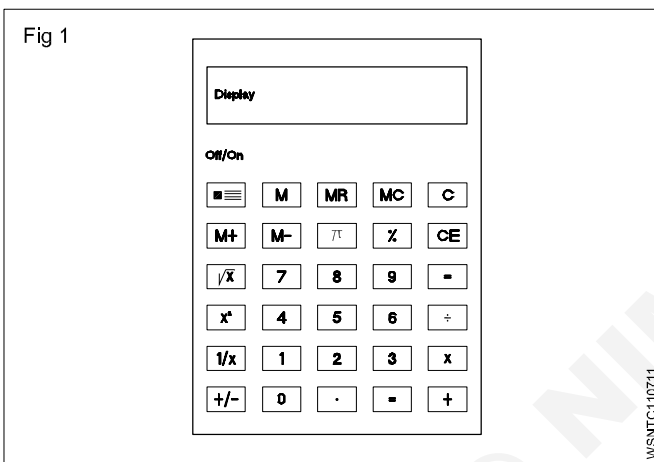 Fig 1
Display
Off/On
M MR MC C
M+ M- π % CE
√x 7 8 9 -
4 5 6 ÷
1/x 1 2 3 x
+/- 0 . = +
WSNTC110711